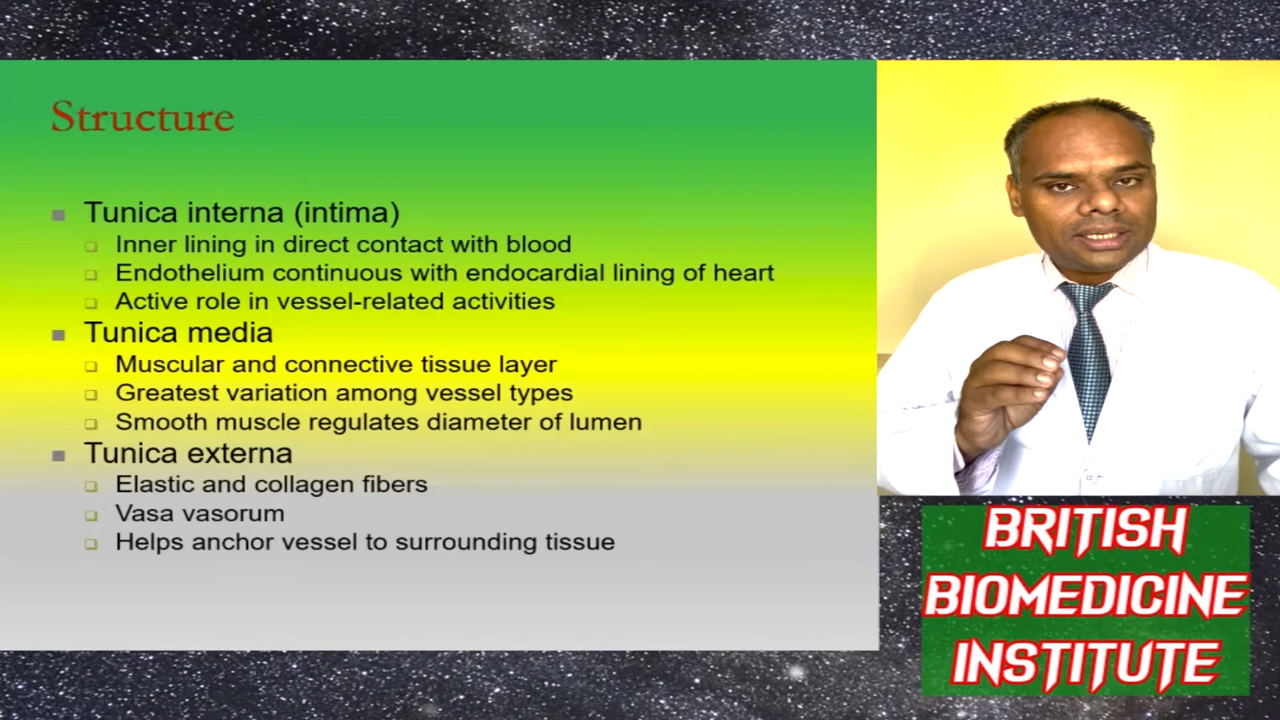 Structure
Tunica interna (intima)
Inner lining in direct contact with blood
Endothelium continuous with endocardial lining of heart
Active role in vessel-related activities
Tunica media
Muscular and connective tissue layer
Greatest variation among vessel types
Smooth muscle regulates diameter of lumen
Tunica externa
Elastic and collagen fibers
Vasa vasorum
Helps anchor vessel to surrounding tissue
BRITISH
BIOMEDICINE
INSTITUTE